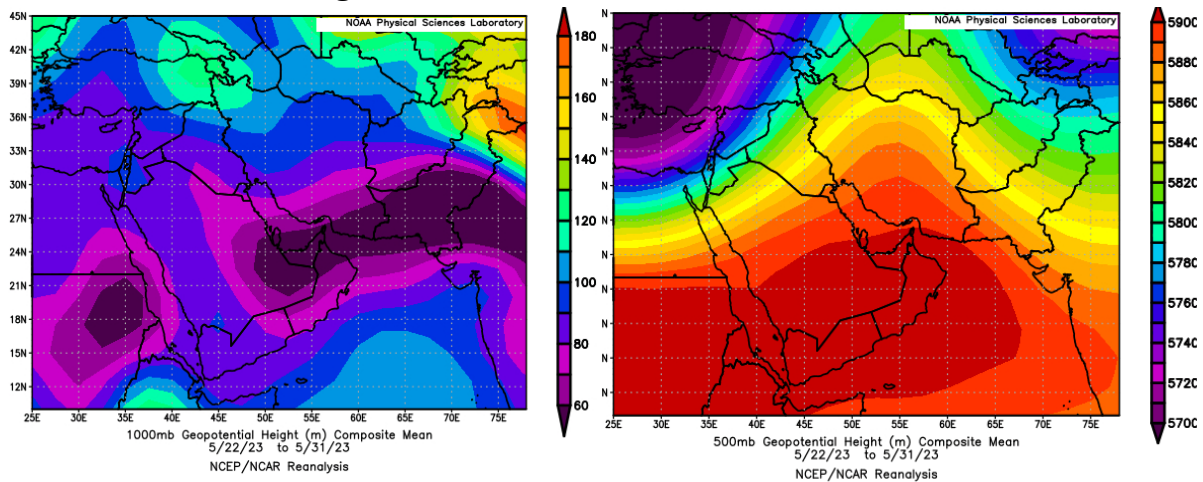 NOAA Physical Sciences Laboratory
45N
42N
39N
36N
33N
30N
27N
24N
21N
18N
15N
12N
25E 30E 35E 40E 45E 50E 55E 60E 65E 70E 75E
180
160
140
120
100
80
60
1000mb Geopotential Height (m) Composite Mean
5/22/23 to 5/31/23
NCEP/NCAR Reanalysis
NOAA Physical Sciences Laboratory
N
N
N
N
N
N
N
N
N
N
N
N
25E 30E 35E 40E 45E 50E 55E 60E 65E 70E 75E
5900
5880
5860
5840
5820
5800
5780
5760
5740
5720
5700
500mb Geopotential Height (m) Composite Mean
5/22/23 to 5/31/23
NCEP/NCAR Reanalysis